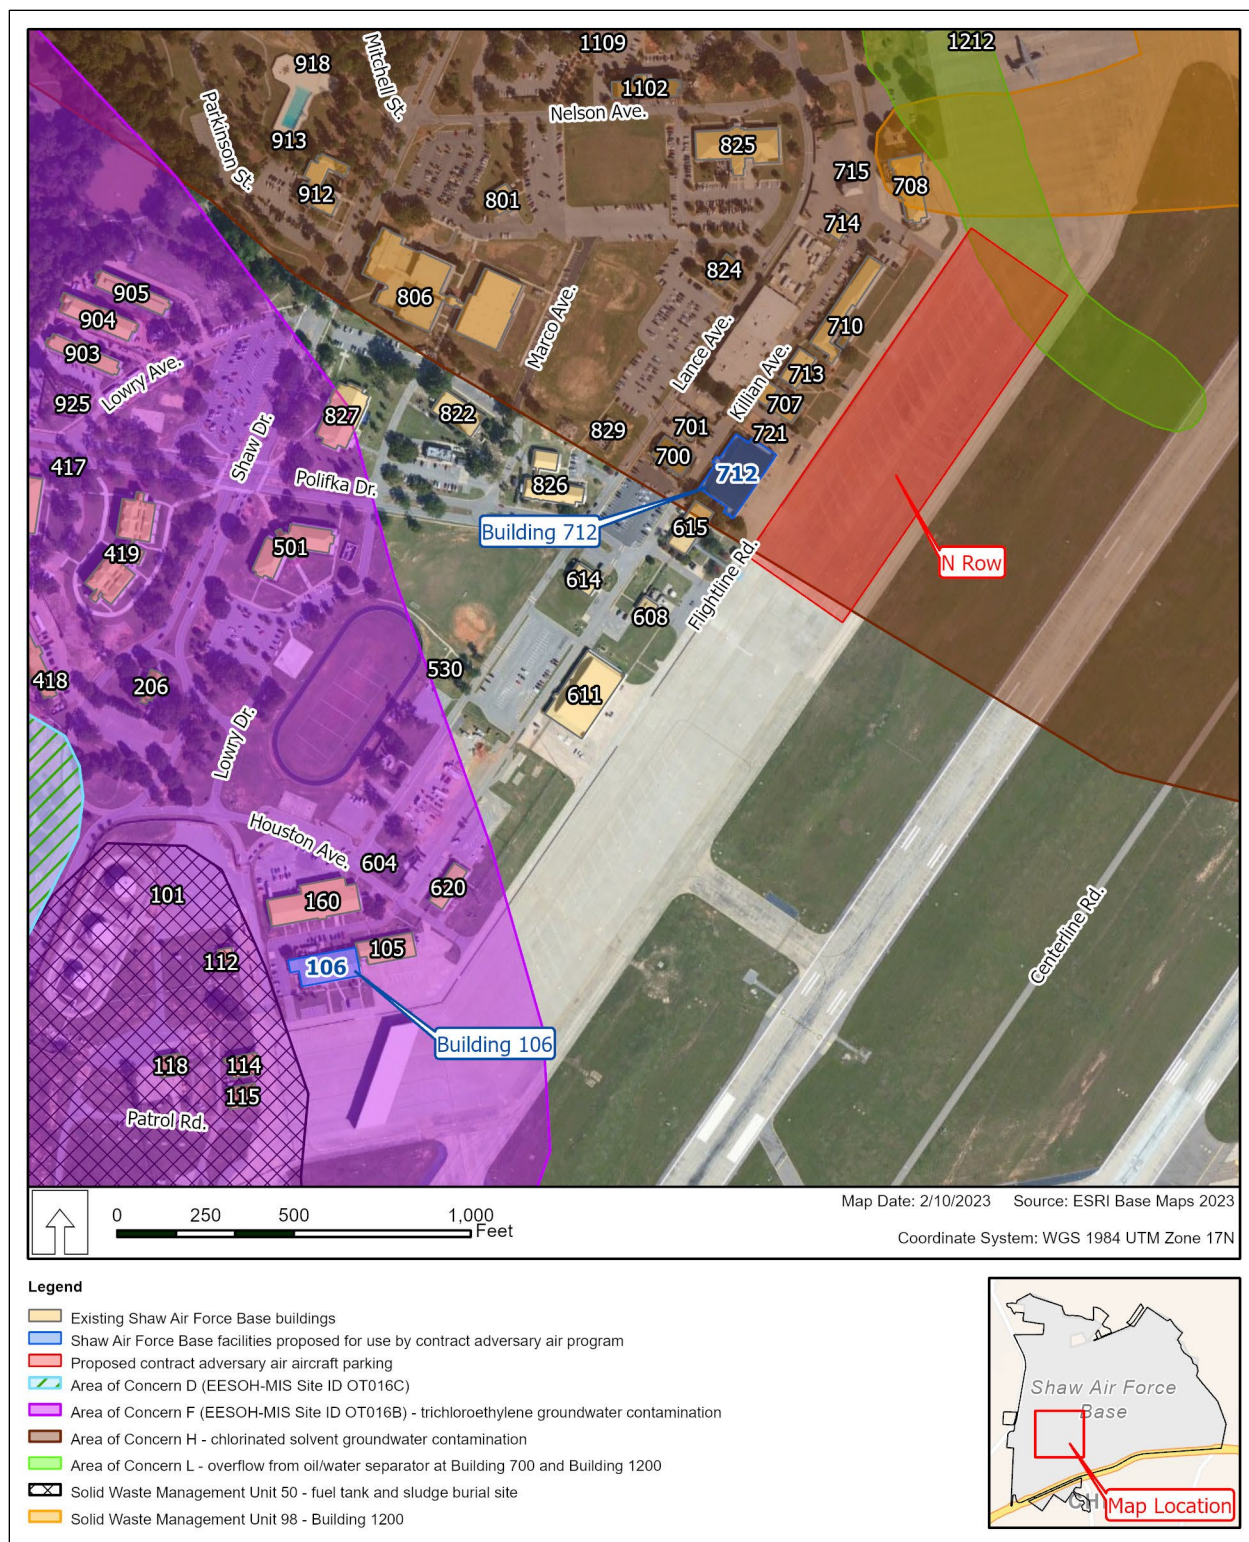 1109
1212
918
Mitchell St.
1102
Nelson Ave.
Parkinson St.
913
825
715
708
912
801
714
824
905
806
904
Marco Ave.
710
903
Lowry Ave.
Lance Ave.
Killian Ave.
713
925
707
827
822
829
701
721
Shaw Dr.
417
700
712
Polifka Dr.
826
Building 712
615
501
419
N Row
614
Flightline Rd.
608
530
418
206
611
Lowry Dr.
Houston Ave.
604
620
101
160
105
112
106
Centerline Rd.
Building 106
118
114
115
Patrol Rd.
0 250 500 1,000
Feet
Map Date: 2/10/2023 Source: ESRI Base Maps 2023
Coordinate System: WGS 1984 UTM Zone 17N
Legend
Existing Shaw Air Force Base buildings
Shaw Air Force Base facilities proposed for use by contract adversary air program
Proposed contract adversary air aircraft parking
Area of Concern D (EESOH-MIS Site ID OT016C)
Area of Concern F (EESOH-MIS Site ID OT016B) - trichloroethylene groundwater contamination
Area of Concern H - chlorinated solvent groundwater contamination
Area of Concern L - overflow from oil/water separator at Building 700 and Building 1200
Solid Waste Management Unit 50 - fuel tank and sludge burial site
Solid Waste Management Unit 98 - Building 1200
Shaw Air Force
Base
Map Location